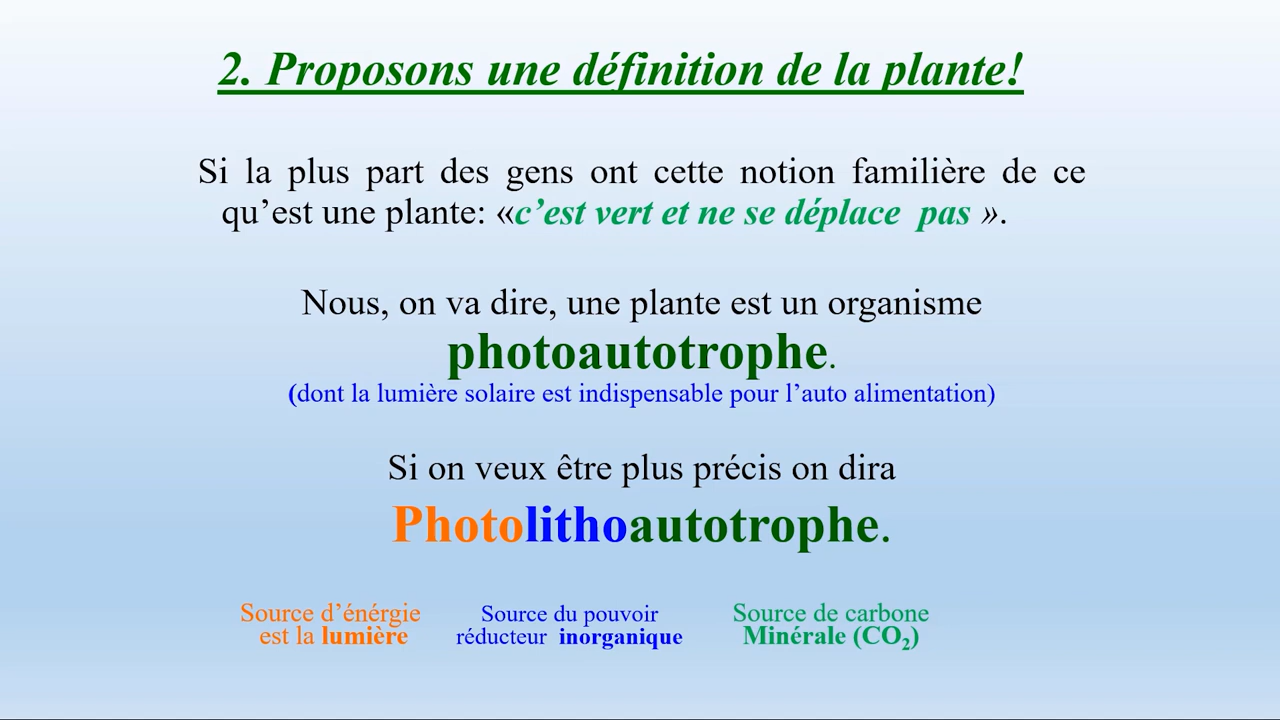 2. Proposons une définition de la plante!
Si la plus part des gens ont cette notion familière de ce
qu’est une plante: «c’est vert et ne se déplace pas ».
Nous, on va dire, une plante est un organisme
photoautotrophe.
(dont la lumière solaire est indispensable pour l’auto alimentation)
Si on veux être plus précis on dira
Photolithoautotrophe.
Source d’énérgie
est la lumière
Source du pouvoir
réducteur inorganique
Source de carbone
Minérale (CO₂)